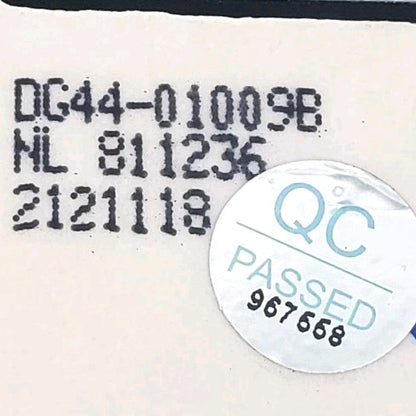 DG44-01009B
NL 811236
2121118
QC
PASSED
967668